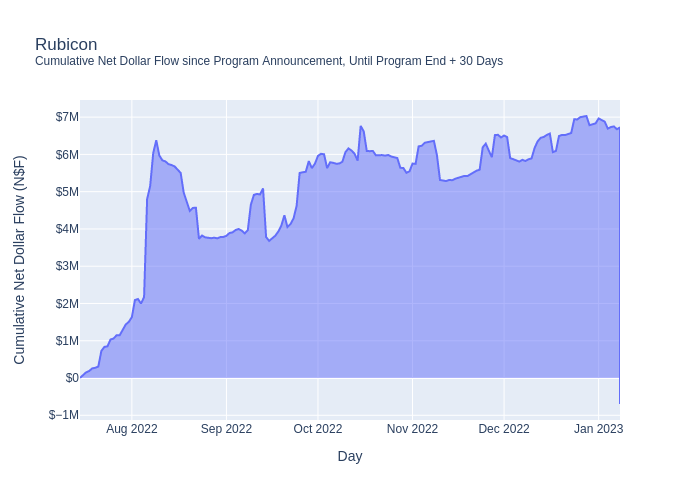 Rubicon
Cumulative Net Dollar Flow since Program Announcement, Until Program End + 30 Days
Cumulative Net Dollar Flow (N$F)
$7M
$6M
$5M
$4M
$3M
$2M
$1M
$0
$−1M
Aug 2022
Sep 2022
Oct 2022
Nov 2022
Dec 2022
Jan 2023
Day